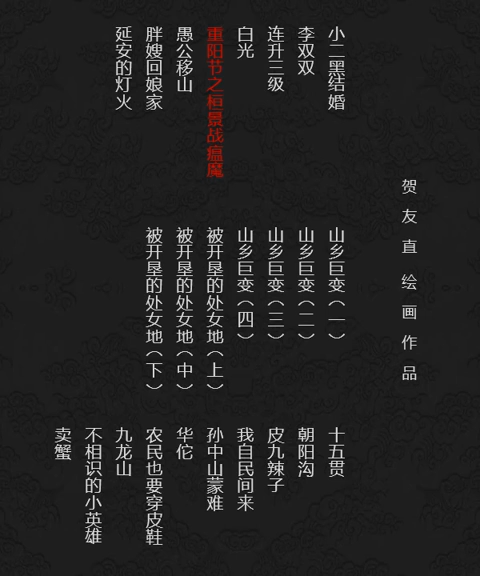 贺友直绘画作品
小二黑结婚
李双双
连升三级
白光
重阳节之桓景战瘟魔
愚公移山
胖嫂回娘家
延安的灯火
山乡巨变（一）
山乡巨变（二）
山乡巨变（三）
山乡巨变（四）
被开垦的处女地（上）
被开垦的处女地（中）
被开垦的处女地（下）
十五贯
朝阳沟
皮九辣子
我自民间来
孙中山蒙难
华佗
农民也要穿皮鞋
九龙山
不相识的小英雄
卖蟹